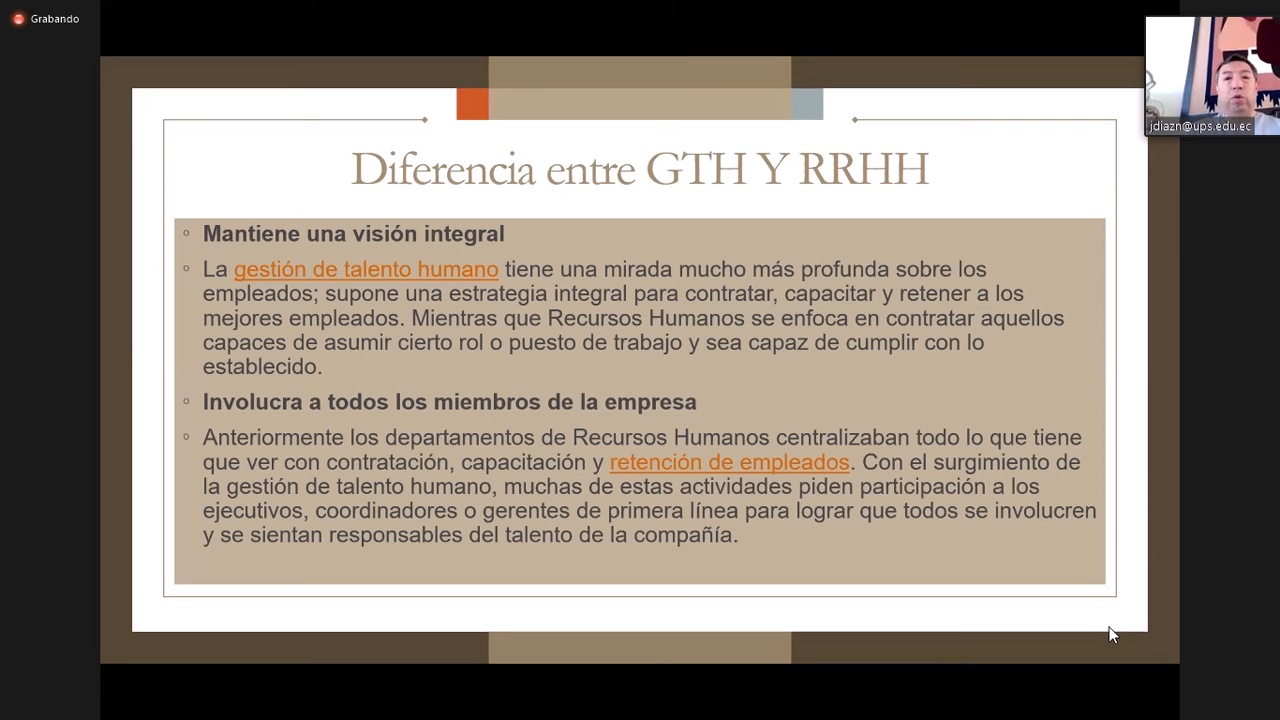 Grabando
jdiazn@ups.edu.ec
Diferencia entre GTH Y RRHH
Mantiene una visión integral
La gestión de talento humano tiene una mirada mucho más profunda sobre los
empleados; supone una estrategia integral para contratar, capacitar y retener a los
mejores empleados. Mientras que Recursos Humanos se enfoca en contratar aquellos
capaces de asumir cierto rol o puesto de trabajo y sea capaz de cumplir con lo
establecido.
Involucra a todos los miembros de la empresa
Anteriormente los departamentos de Recursos Humanos centralizaban todo lo que tiene
que ver con contratación, capacitación y retención de empleados. Con el surgimiento de
la gestión de talento humano, muchas de estas actividades piden participación a los
ejecutivos, coordinadores o gerentes de primera línea para lograr que todos se involucren
y se sientan responsables del talento de la compañía.